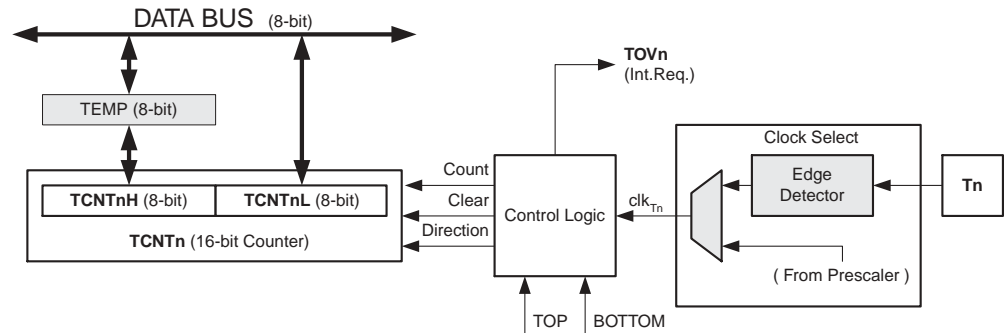 DATA BUS (8-bit)
TOVn
(Int.Req.)
TEMP (8-bit)
Clock Select
Count
Edge
Detector
Tn
TCNTnH (8-bit) TCNTnL (8-bit)
Clear
Control Logic
clkTn
TCNTn (16-bit Counter)
Direction
( From Prescaler )
TOP
BOTTOM